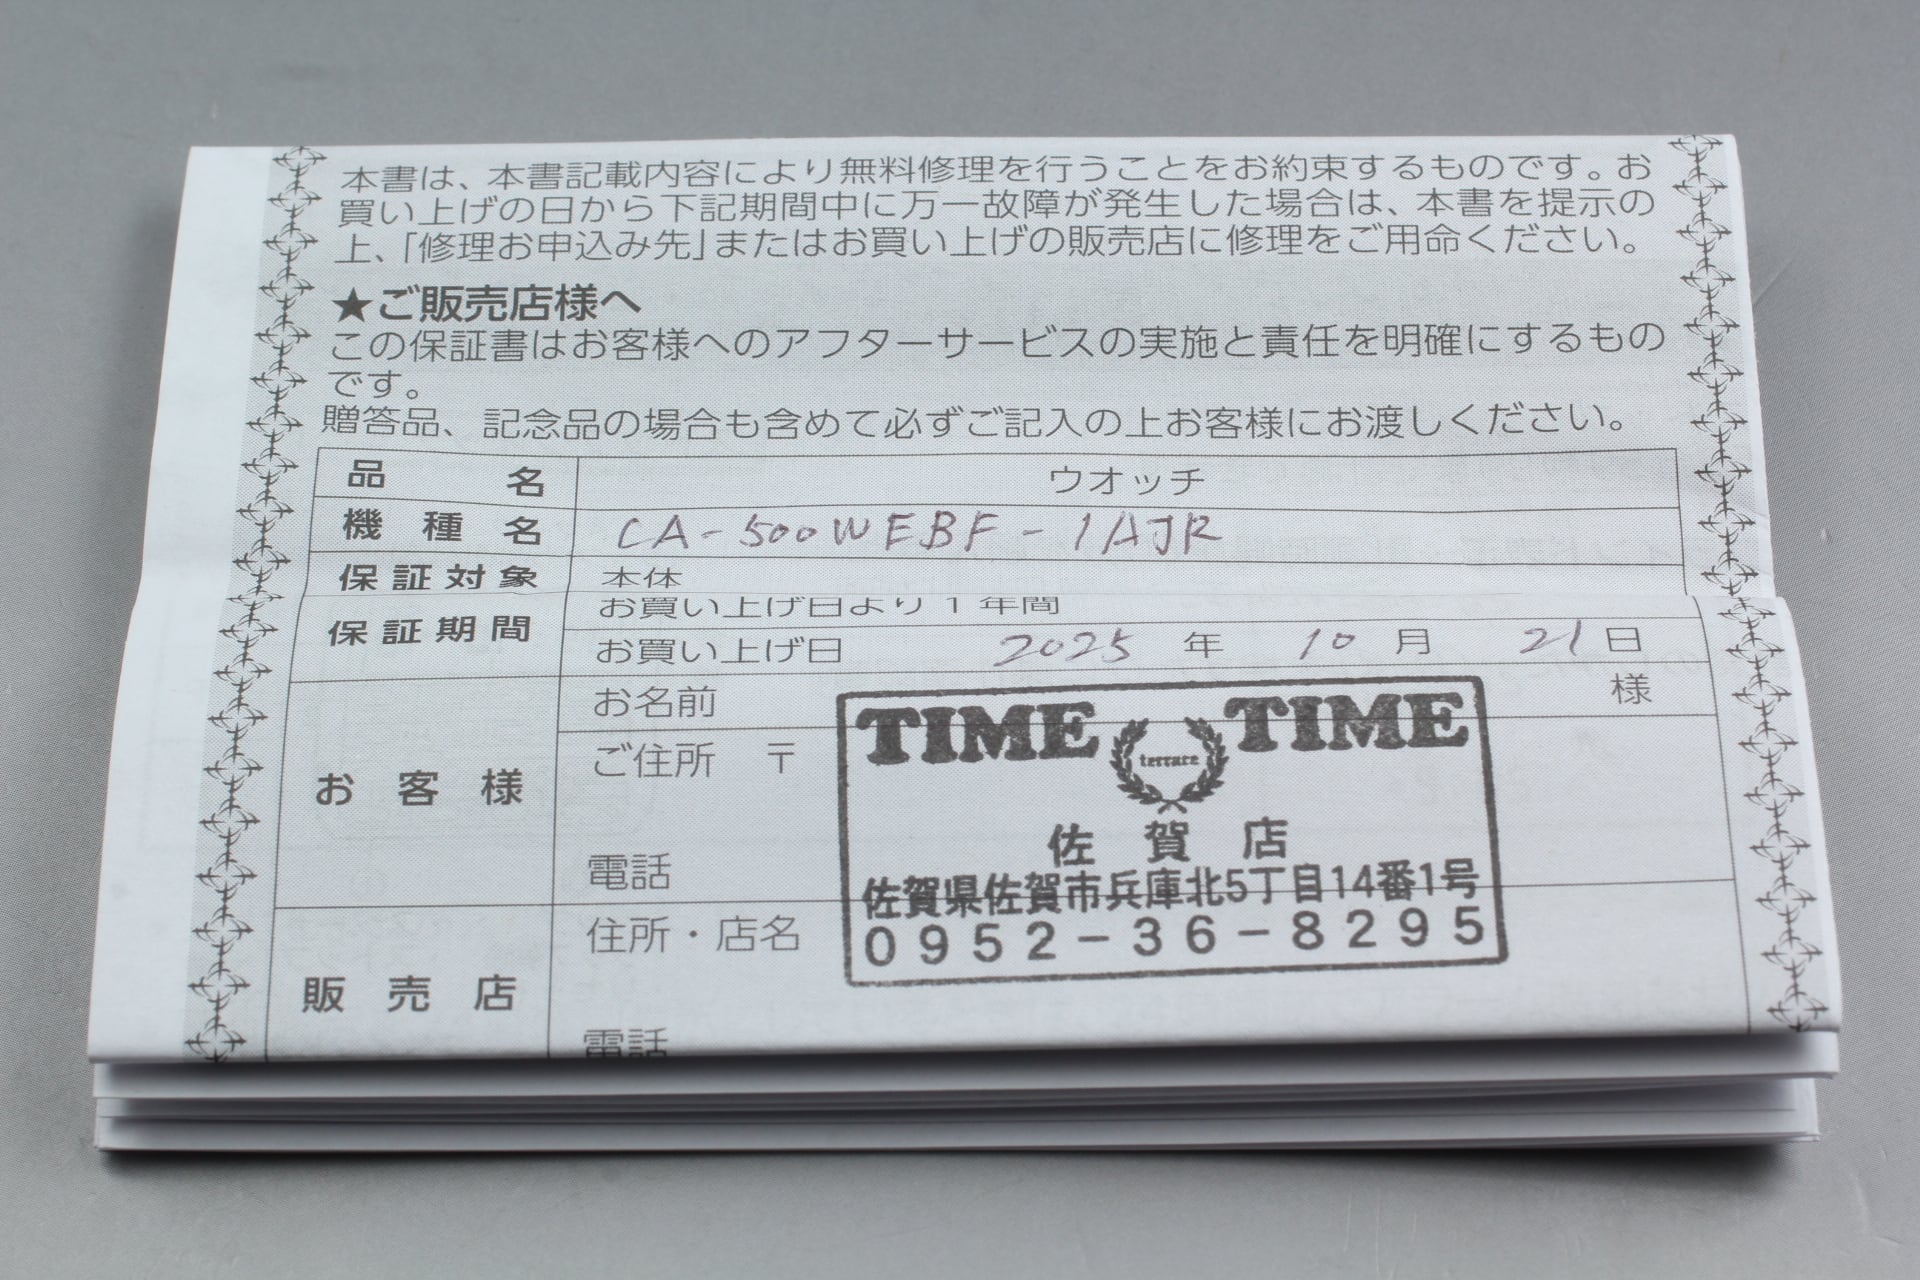 本書は、本書記載内容により無料修理を行うことをお約束するものです。お
買い上げの日から下記期間中に万一故障が発生した場合は、本書を提示の
上、「修理お申込み先」またはお買い上げの販売店に修理をご用命ください。
★ご販売店様へ
この保証書はお客様へのアフターサービスの実施と責任を明確にするもの
です。
贈答品、記念品の場合も含めて必ずご記入の上お客様にお渡しください。
品名 ウオッチ
機種名 CA-500WEBF-1AJR
保証対象 本体
保証期間 お買い上げ日より1年間
お買い上げ日 2025年10月21日
お客様 お名前 様
ご住所 〒
電話
販売店 住所・店名
電話
TIME terrace TIME
佐賀店
佐賀県佐賀市兵庫北5丁目14番1号
0952-36-8295